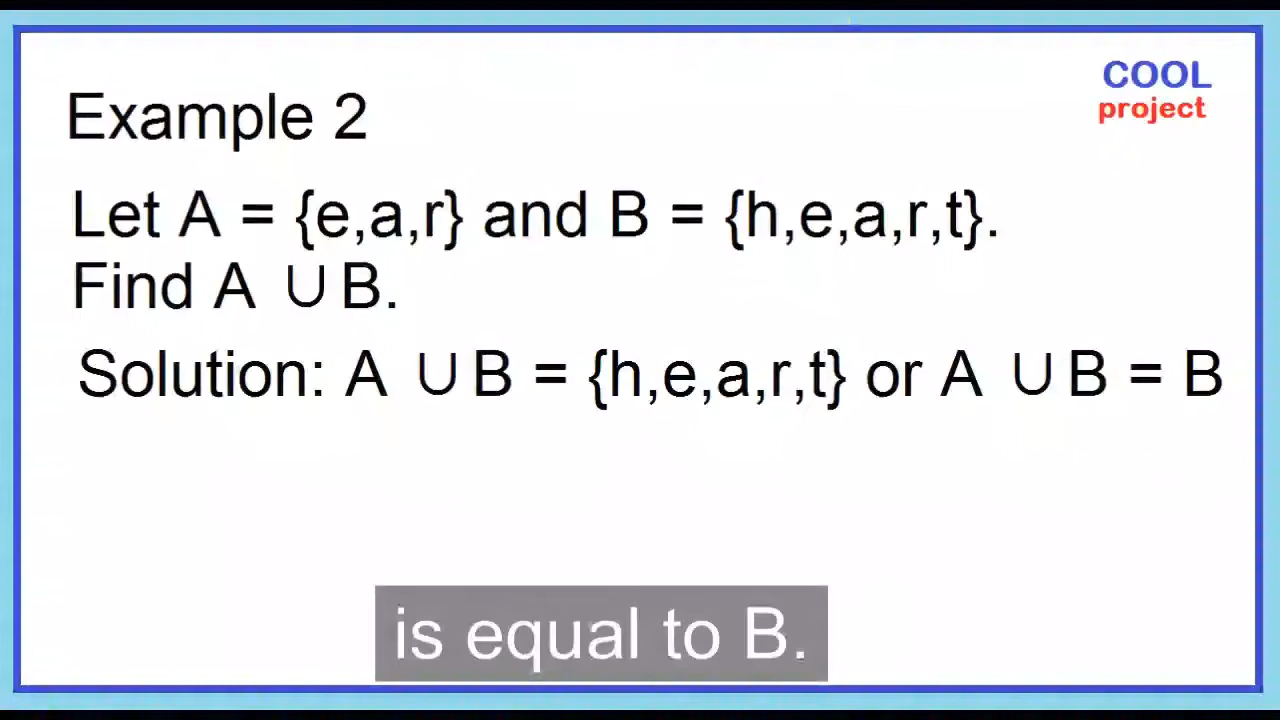 COOL
project
Example 2
Let A = {e,a,r} and B = {h,e,a,r,t}.
Find A ∪ B.
Solution: A ∪ B = {h,e,a,r,t} or A ∪ B = B
is equal to B.